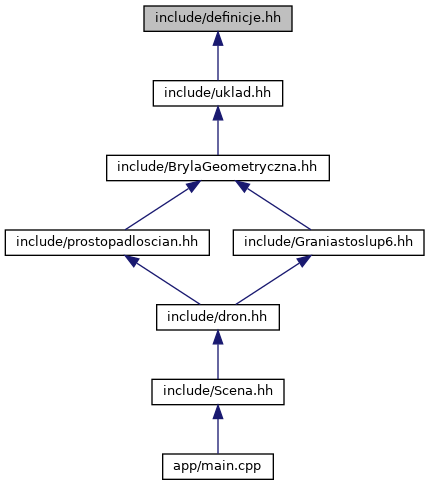 include/definicje.hh
include/uklad.hh
include/BrylaGeometryczna.hh
include/prostopadloscian.hh
include/Graniastoslup6.hh
include/dron.hh
include/Scena.hh
app/main.cpp